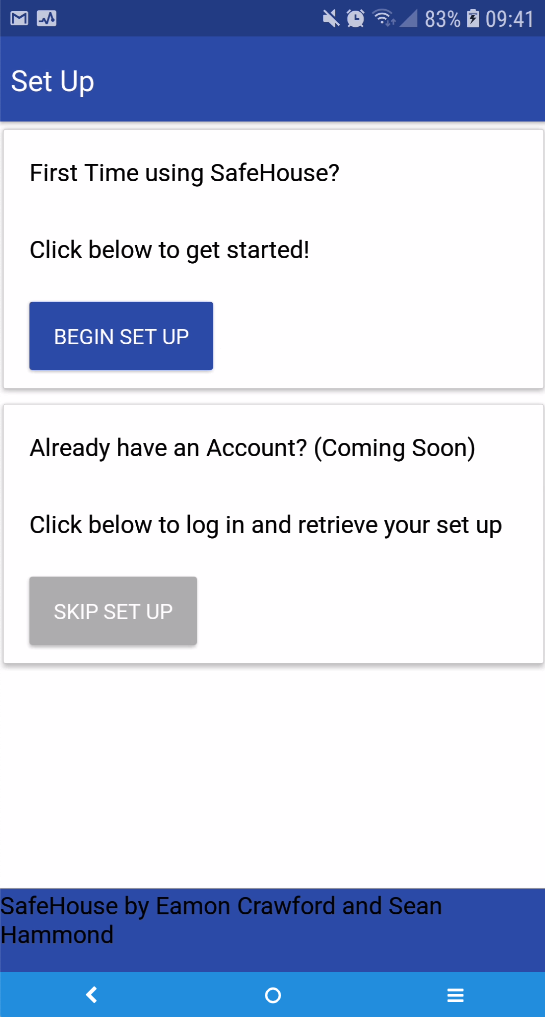 83% 09:41
Set Up
First Time using SafeHouse?
Click below to get started!
BEGIN SET UP
Already have an Account? (Coming Soon)
Click below to log in and retrieve your set up
SKIP SET UP
SafeHouse by Eamon Crawford and Sean
Hammond